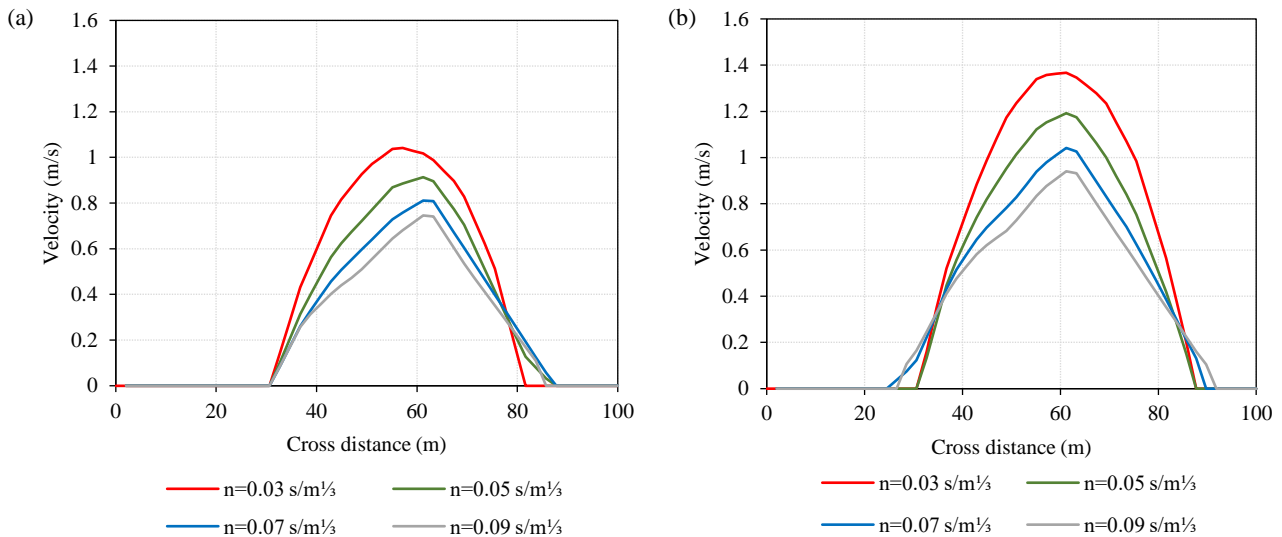 (a)
Velocity (m/s)
1.6
1.4
1.2
1
0.8
0.6
0.4
0.2
0
0 20 40 60 80 100
Cross distance (m)
n=0.03 s/m⅓ n=0.05 s/m⅓
n=0.07 s/m⅓ n=0.09 s/m⅓
(b)
Velocity (m/s)
1.6
1.4
1.2
1
0.8
0.6
0.4
0.2
0
0 20 40 60 80 100
Cross distance (m)
n=0.03 s/m⅓ n=0.05 s/m⅓
n=0.07 s/m⅓ n=0.09 s/m⅓